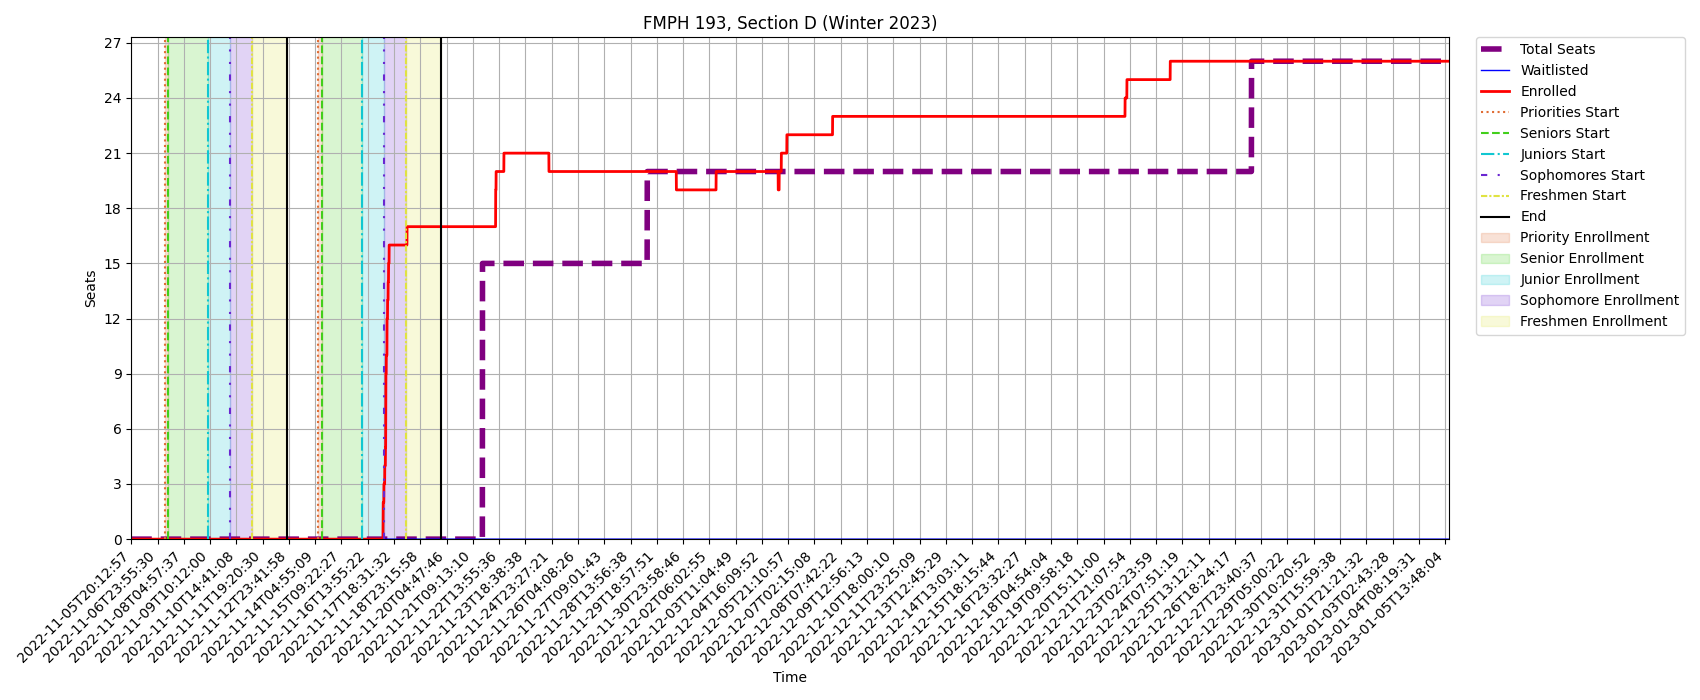 FMPH 193, Section D (Winter 2023)
27
24
21
18
15
12
9
6
3
0
Seats
2022-11-05T20:12:57
2022-11-06T23:55:30
2022-11-08T04:57:37
2022-11-09T10:12:00
2022-11-10T14:41:08
2022-11-11T19:20:30
2022-11-12T23:41:58
2022-11-14T04:55:09
2022-11-15T09:22:27
2022-11-16T13:55:22
2022-11-17T18:31:32
2022-11-18T23:15:58
2022-11-20T04:47:46
2022-11-21T09:13:10
2022-11-22T13:55:36
2022-11-23T18:38:38
2022-11-24T23:27:21
2022-11-26T04:08:26
2022-11-27T09:01:43
2022-11-28T13:56:38
2022-11-29T18:57:51
2022-11-30T23:58:46
2022-12-02T06:02:55
2022-12-03T11:04:49
2022-12-04T16:09:52
2022-12-05T21:10:57
2022-12-07T02:15:08
2022-12-08T07:42:22
2022-12-09T12:56:13
2022-12-10T18:00:10
2022-12-11T23:25:09
2022-12-13T12:45:29
2022-12-14T13:03:11
2022-12-15T18:15:44
2022-12-16T23:32:27
2022-12-18T04:54:04
2022-12-19T09:58:18
2022-12-20T15:11:00
2022-12-21T21:07:54
2022-12-23T02:23:59
2022-12-24T07:51:19
2022-12-25T13:12:11
2022-12-26T18:24:17
2022-12-27T23:40:37
2022-12-29T05:00:22
2022-12-30T10:20:52
2022-12-31T15:59:38
2023-01-01T21:21:32
2023-01-03T02:43:28
2023-01-04T08:19:31
2023-01-05T13:48:04
Time
Total Seats
Waitlisted
Enrolled
Priorities Start
Seniors Start
Juniors Start
Sophomores Start
Freshmen Start
End
Priority Enrollment
Senior Enrollment
Junior Enrollment
Sophomore Enrollment
Freshmen Enrollment